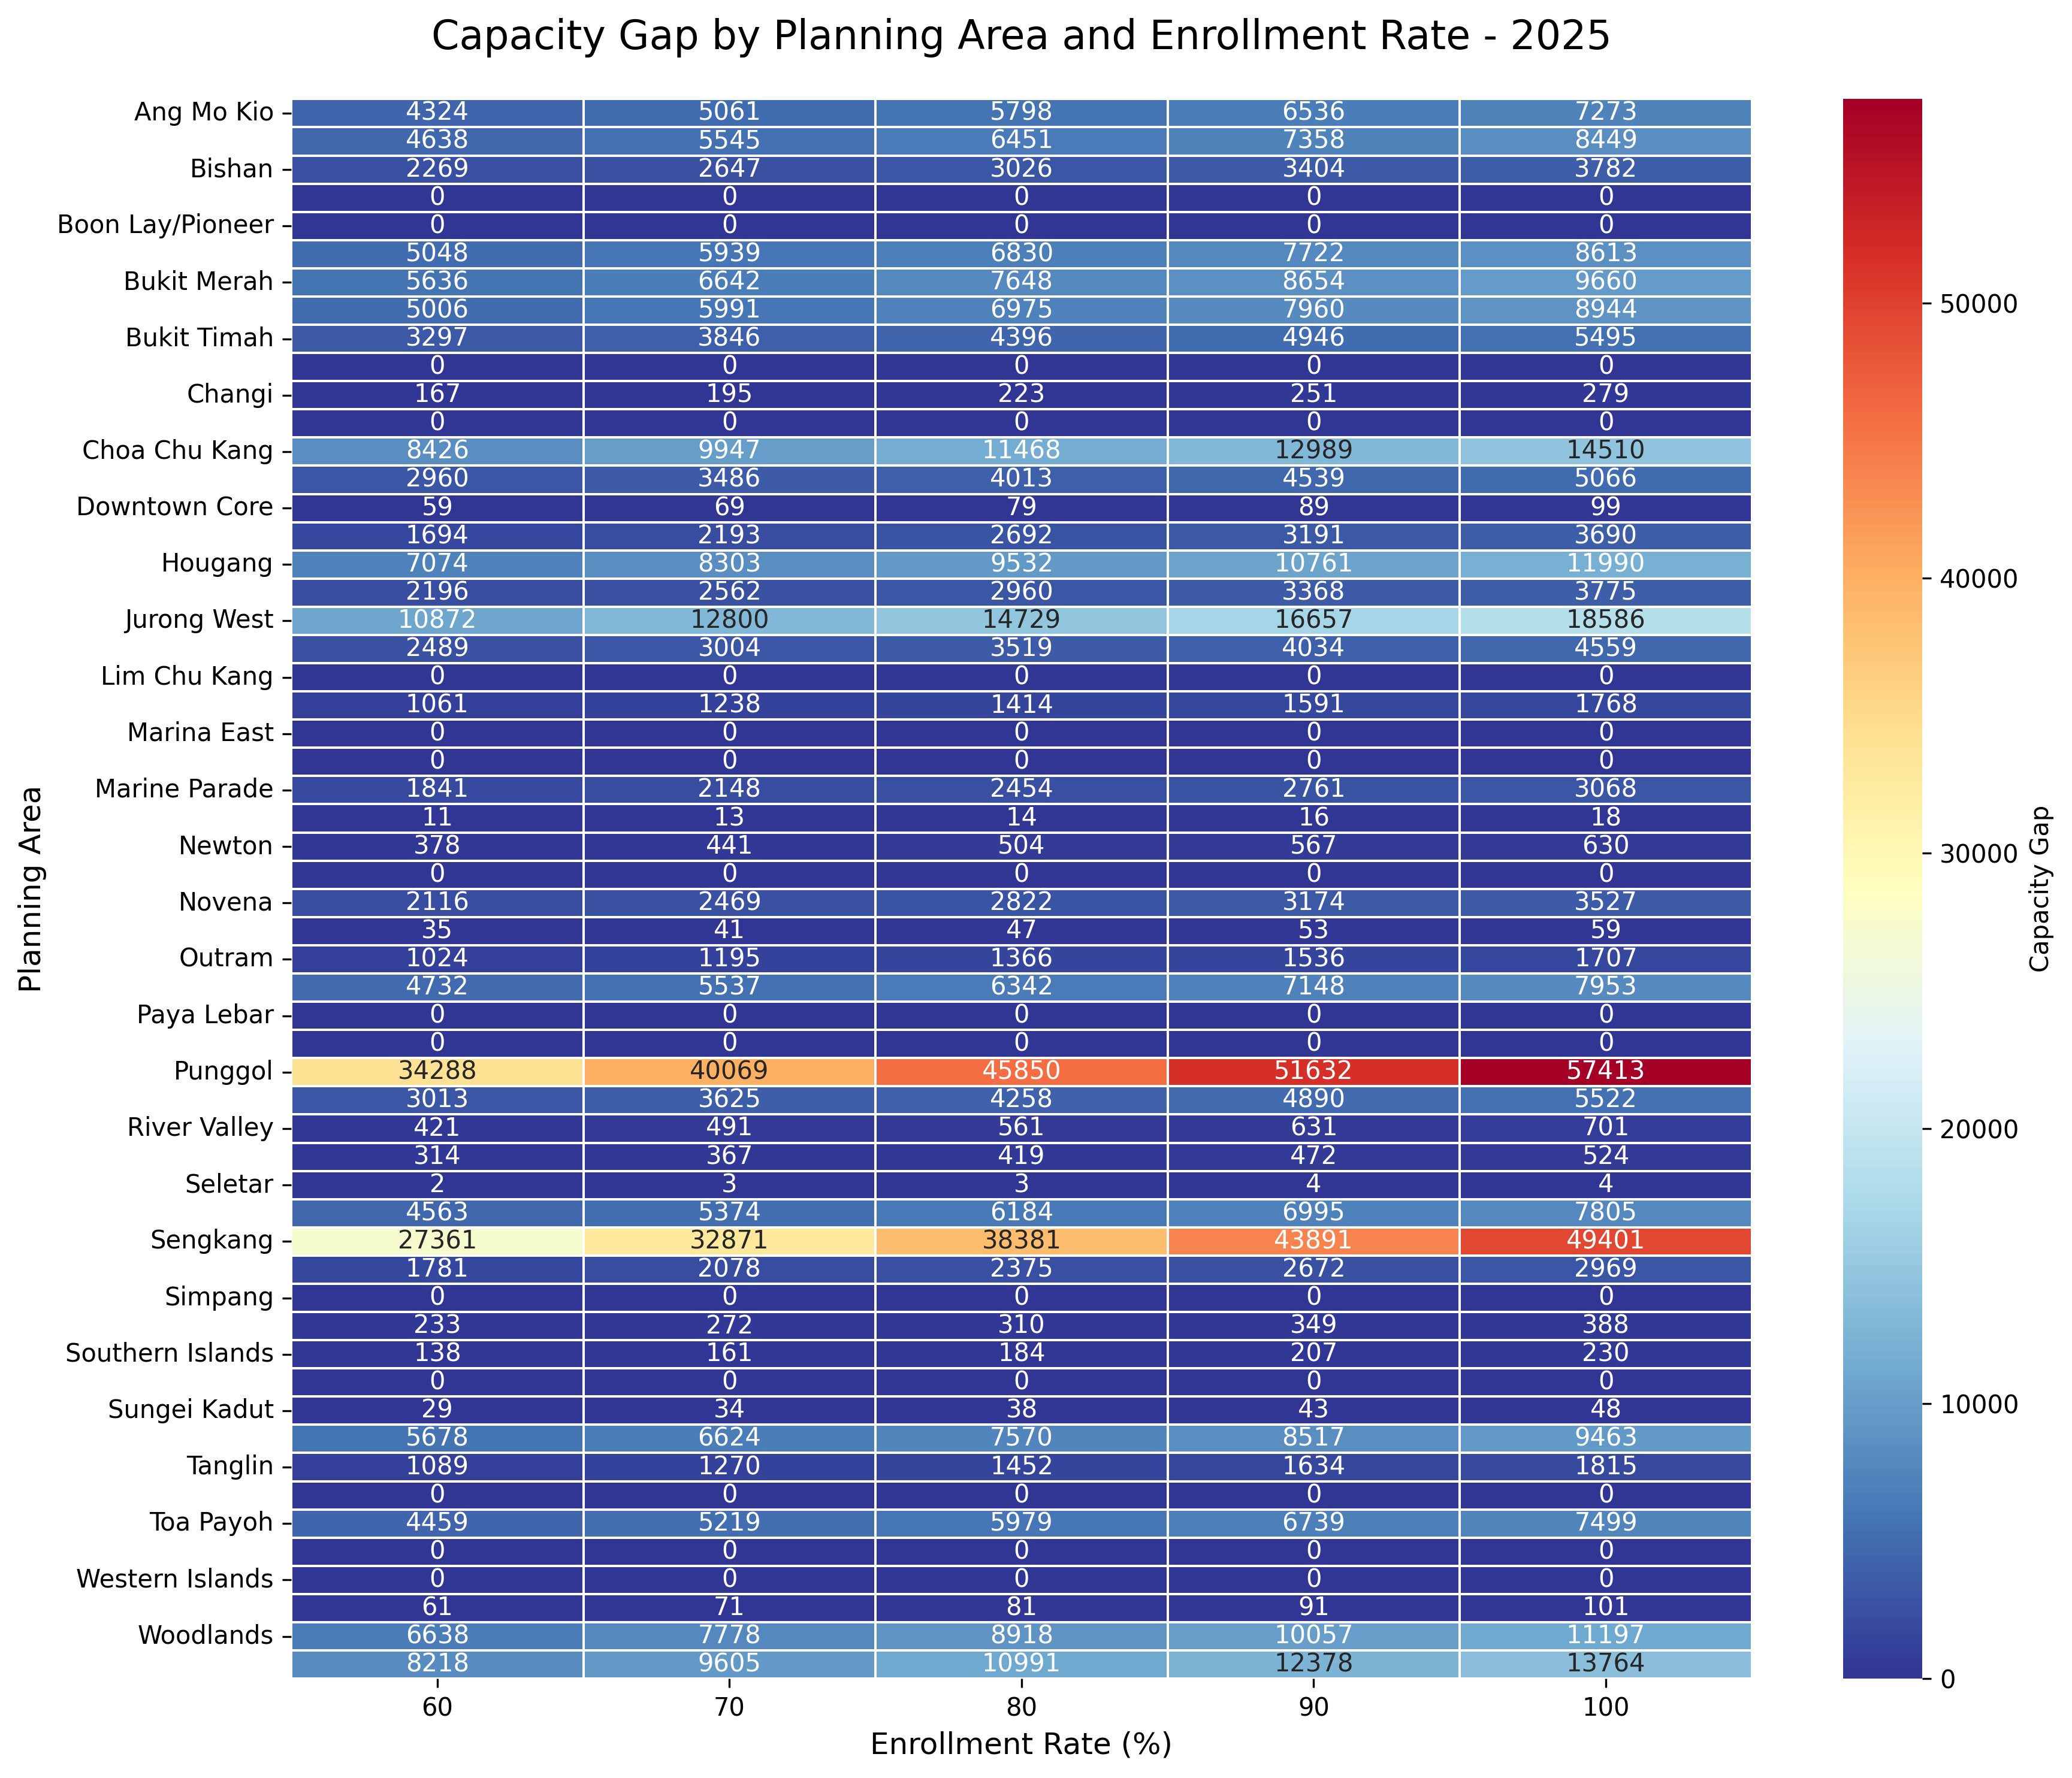 Capacity Gap by Planning Area and Enrollment Rate - 2025
Ang Mo Kio 4324 5061 5798 6536 7273
4638 5545 6451 7358 8449
Bishan 2269 2647 3026 3404 3782
0 0 0 0 0
Boon Lay/Pioneer 0 0 0 0 0
5048 5939 6830 7722 8613
Bukit Merah 5636 6642 7648 8654 9660
5006 5991 6975 7960 8944
Bukit Timah 3297 3846 4396 4946 5495
0 0 0 0 0
Changi 167 195 223 251 279
0 0 0 0 0
Choa Chu Kang 8426 9947 11468 12989 14510
2960 3486 4013 4539 5066
Downtown Core 59 69 79 89 99
1694 2193 2692 3191 3690
Hougang 7074 8303 9532 10761 11990
2196 2562 2960 3368 3775
Jurong West 10872 12800 14729 16657 18586
2489 3004 3519 4034 4559
Lim Chu Kang 0 0 0 0 0
1061 1238 1414 1591 1768
Marina East 0 0 0 0 0
0 0 0 0 0
Marine Parade 1841 2148 2454 2761 3068
11 13 14 16 18
Newton 378 441 504 567 630
0 0 0 0 0
Novena 2116 2469 2822 3174 3527
35 41 47 53 59
Outram 1024 1195 1366 1536 1707
4732 5537 6342 7148 7953
Paya Lebar 0 0 0 0 0
0 0 0 0 0
Punggol 34288 40069 45850 51632 57413
3013 3625 4258 4890 5522
River Valley 421 491 561 631 701
314 367 419 472 524
Seletar 2 3 3 4 4
4563 5374 6184 6995 7805
Sengkang 27361 32871 38381 43891 49401
1781 2078 2375 2672 2969
Simpang 0 0 0 0 0
233 272 310 349 388
Southern Islands 138 161 184 207 230
0 0 0 0 0
Sungei Kadut 29 34 38 43 48
5678 6624 7570 8517 9463
Tanglin 1089 1270 1452 1634 1815
0 0 0 0 0
Toa Payoh 4459 5219 5979 6739 7499
0 0 0 0 0
Western Islands 0 0 0 0 0
61 71 81 91 101
Woodlands 6638 7778 8918 10057 11197
8218 9605 10991 12378 13764
60 70 80 90 100
Enrollment Rate (%)
Planning Area
50000
40000
30000
20000
10000
0
Capacity Gap